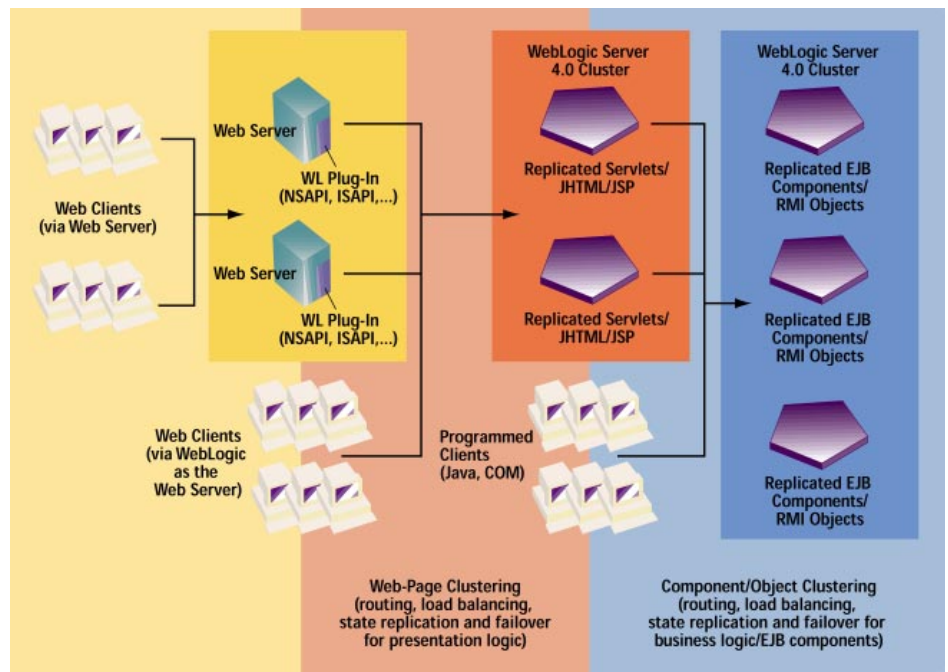 Web Clients
(via Web Server)
Web Server
WL Plug-In
(NSAPI, ISAPI,...)
Web Server
WL Plug-In
(NSAPI, ISAPI,...)
Web Clients
(via WebLogic
as the
Web Server)
WebLogic Server
4.0 Cluster
Replicated Servlets/
JHTML/JSP
Replicated Servlets/
JHTML/JSP
Programmed
Clients
(Java, COM)
WebLogic Server
4.0 Cluster
Replicated EJB
Components/
RMI Objects
Replicated EJB
Components/
RMI Objects
Replicated EJB
Components/
RMI Objects
Web-Page Clustering
(routing, load balancing,
state replication and failover
for presentation logic)
Component/Object Clustering
(routing, load balancing,
state replication and failover for
business logic/EJB components)